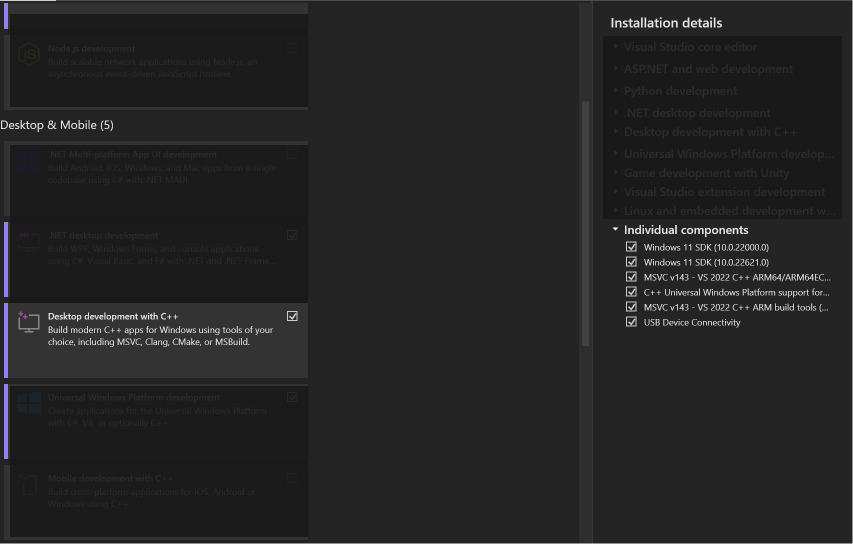 Installation details
Node.js development
Build scalable network applications using Node.js, an
asynchronous event-driven JavaScript runtime.
Desktop & Mobile (5)
.NET Multi-platform App UI development
Build Android, iOS, Windows, and Mac apps from a single
codebase using C# with .NET MAUI.
.NET desktop development
Build WPF, Windows Forms, and console applications
using C#, Visual Basic, and F# with .NET and .NET Frame...
Desktop development with C++
Build modern C++ apps for Windows using tools of your
choice, including MSVC, Clang, CMake, or MSBuild.
Universal Windows Platform development
Create applications for the Universal Windows Platform
with C#, VB, or optionally C++.
Mobile development with C++
Build cross-platform applications for iOS, Android or
Windows using C++.
Visual Studio core editor
ASP.NET and web development
Python development
.NET desktop development
Desktop development with C++
Universal Windows Platform develop...
Game development with Unity
Visual Studio extension development
Linux and embedded development w...
Individual components
Windows 11 SDK (10.0.22000.0)
Windows 11 SDK (10.0.22621.0)
MSVC v143 - VS 2022 C++ ARM64/ARM64EC...
C++ Universal Windows Platform support for...
MSVC v143 - VS 2022 C++ ARM build tools (...
USB Device Connectivity